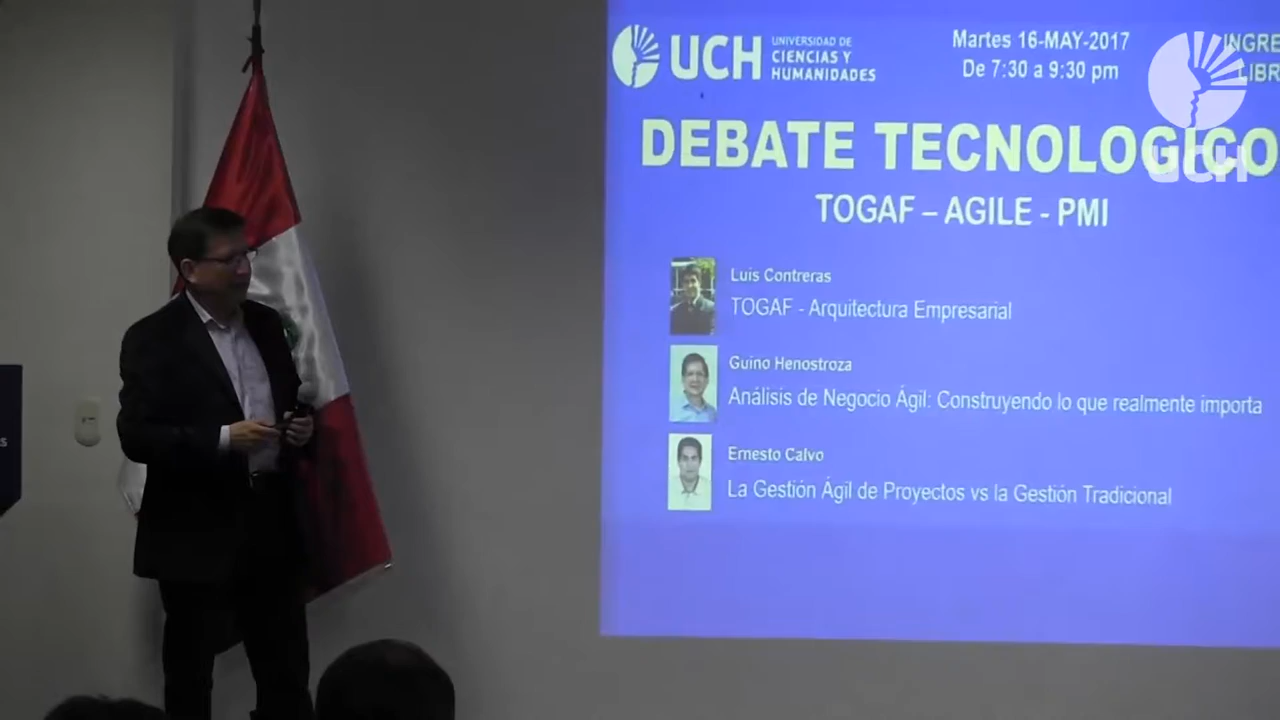 UCH
UNIVERSIDAD DE
CIENCIAS Y
HUMANIDADES
Martes 16-MAY-2017
De 7:30 a 9:30 pm
DEBATE TECNOLOGICO
TOGAF – AGILE - PMI
Luis Contreras
TOGAF - Arquitectura Empresarial
Guino Henostroza
Análisis de Negocio Ágil: Construyendo lo que realmente importa
Ernesto Calvo
La Gestión Ágil de Proyectos vs la Gestión Tradicional
UCH